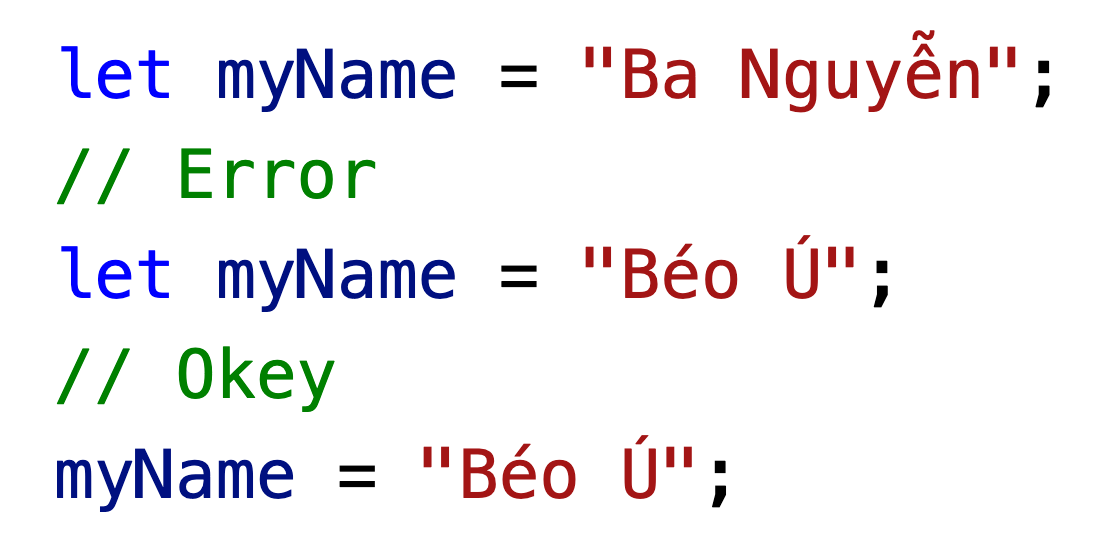 let myName = "Ba Nguyễn";
// Error
let myName = "Béo Ú";
// Okey
myName = "Béo Ú";